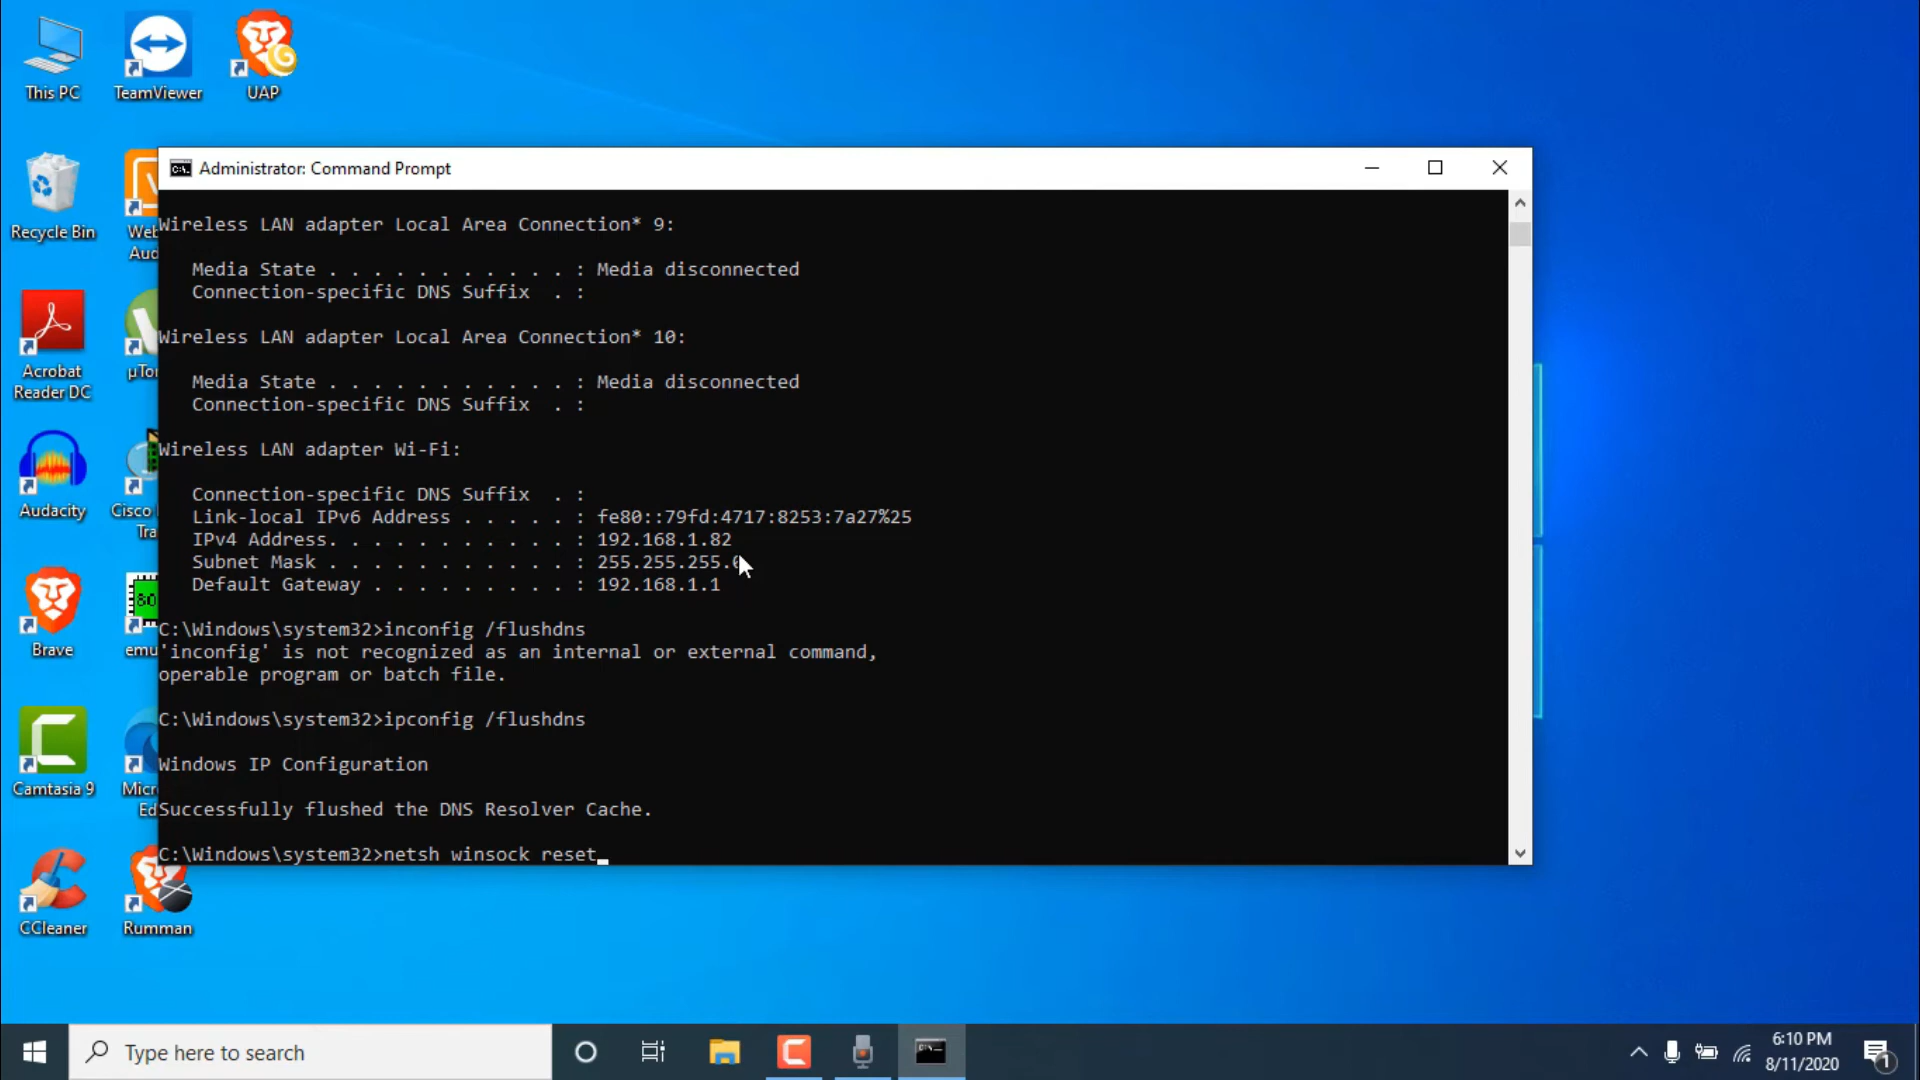 This PC
TeamViewer
UAP
Recycle Bin
Acrobat
Reader DC
Audacity
Cisco
Brave
Camtasia 9
CCleaner
Rumman
Administrator: Command Prompt
Wireless LAN adapter Local Area Connection* 9:
Media State . . . . . . . . . . . : Media disconnected
Connection-specific DNS Suffix  . :
Wireless LAN adapter Local Area Connection* 10:
Media State . . . . . . . . . . . : Media disconnected
Connection-specific DNS Suffix  . :
Wireless LAN adapter Wi-Fi:
Connection-specific DNS Suffix  . :
Link-local IPv6 Address . . . . . : fe80::79fd:4717:8253:7a27%25
IPv4 Address. . . . . . . . . . . : 192.168.1.82
Subnet Mask . . . . . . . . . . . : 255.255.255.0
Default Gateway . . . . . . . . . : 192.168.1.1
C:\Windows\system32>inconfig /flushdns
'inconfig' is not recognized as an internal or external command,
operable program or batch file.
C:\Windows\system32>ipconfig /flushdns
Windows IP Configuration
Successfully flushed the DNS Resolver Cache.
C:\Windows\system32>netsh winsock reset_
Type here to search
6:10 PM
8/11/2020
1